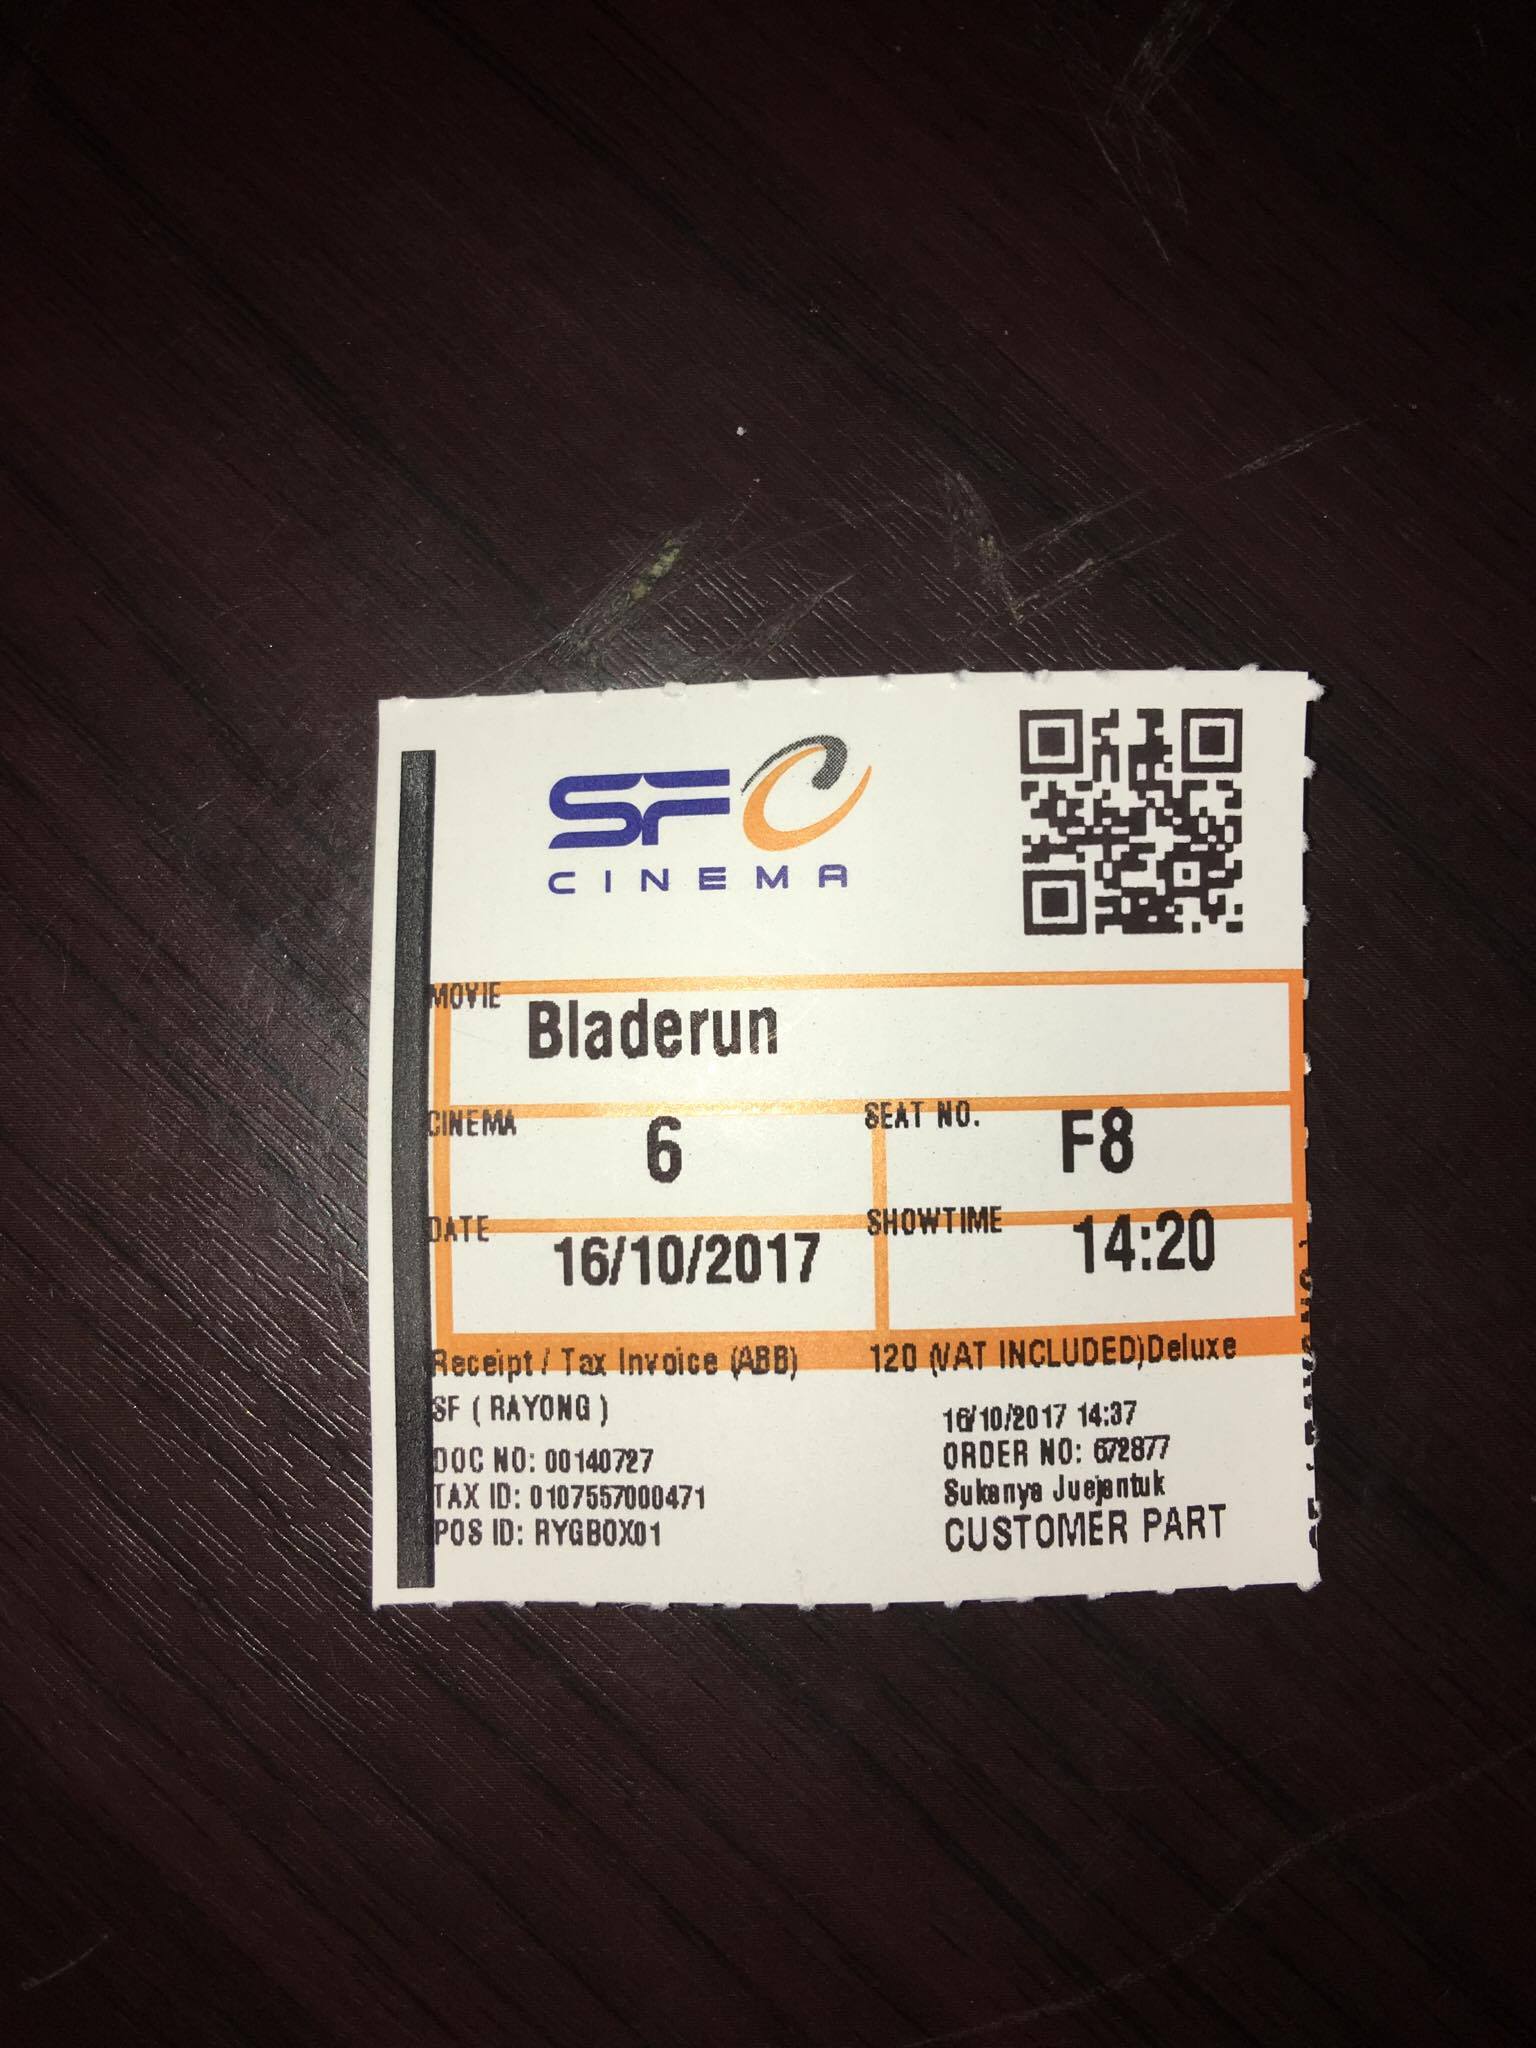 SFC
CINEMA
MOVIE Bladerun
CINEMA 6 SEAT NO. F8
DATE 16/10/2017 SHOWTIME 14:20
Receipt / Tax Invoice (ABB) 120 (VAT INCLUDED)Deluxe
SF ( RAYONG ) 16/10/2017 14:37
DOC NO: 00140727 ORDER NO: 672877
TAX ID: 0107557000471 Sukanya Juejantuk
POS ID: RYGBOX01 CUSTOMER PART